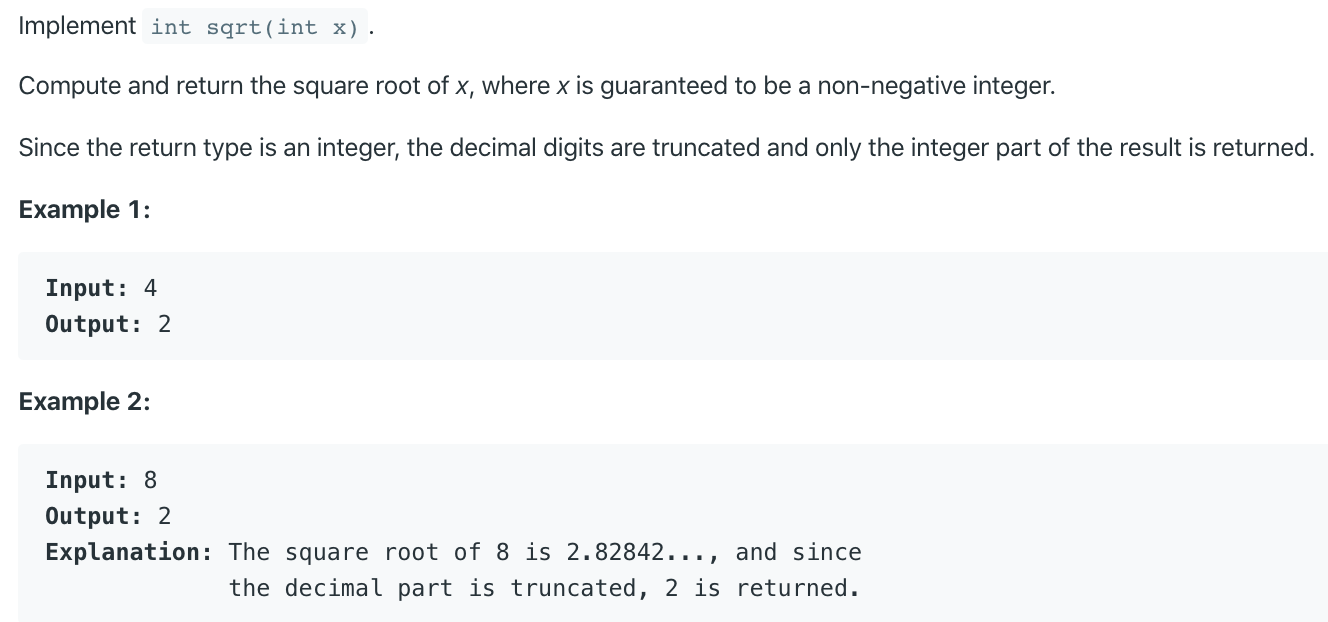 Implement int sqrt(int x).
Compute and return the square root of x, where x is guaranteed to be a non-negative integer.
Since the return type is an integer, the decimal digits are truncated and only the integer part of the result is returned.
Example 1:
Input: 4
Output: 2
Example 2:
Input: 8
Output: 2
Explanation: The square root of 8 is 2.82842..., and since
the decimal part is truncated, 2 is returned.